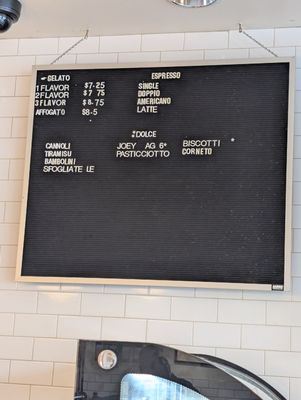 GELATO
1 FLAVOR $7.25
2 FLAVOR $7 75
3 FLAVOR $8.75
AFFOGATO $8.5
ESPRESSO
SINGLE
DOPPIO
AMERICANO
LATTE
DOLCE
CANNOLI
TIRAMISU
BAMBOLINI
SFOGLIATE LE
JOEY AG 6*
PASTICCIOTTO
BISCOTTI *
CORNETO